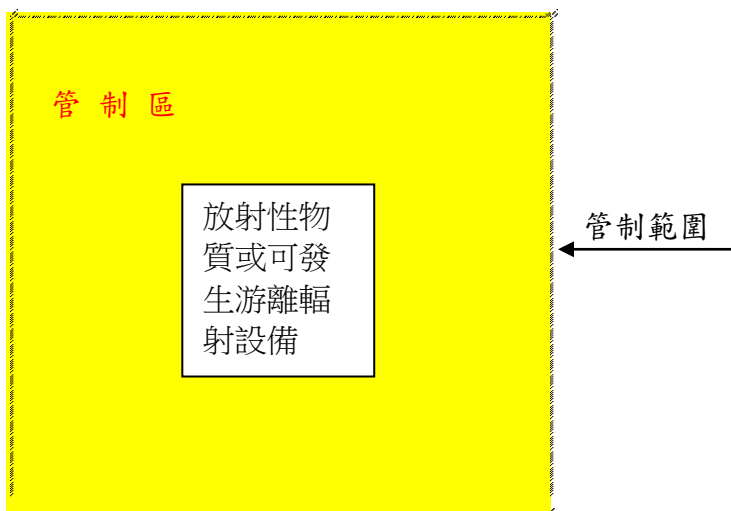 管 制 區
放射性物
質或可發
生游離輻
射設備
管制範圍